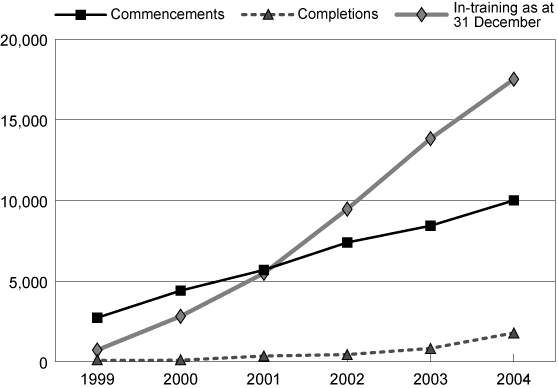 Commencements Completions In-training as at
31 December
20,000
15,000
10,000
5,000
0
1999 2000 2001 2002 2003 2004